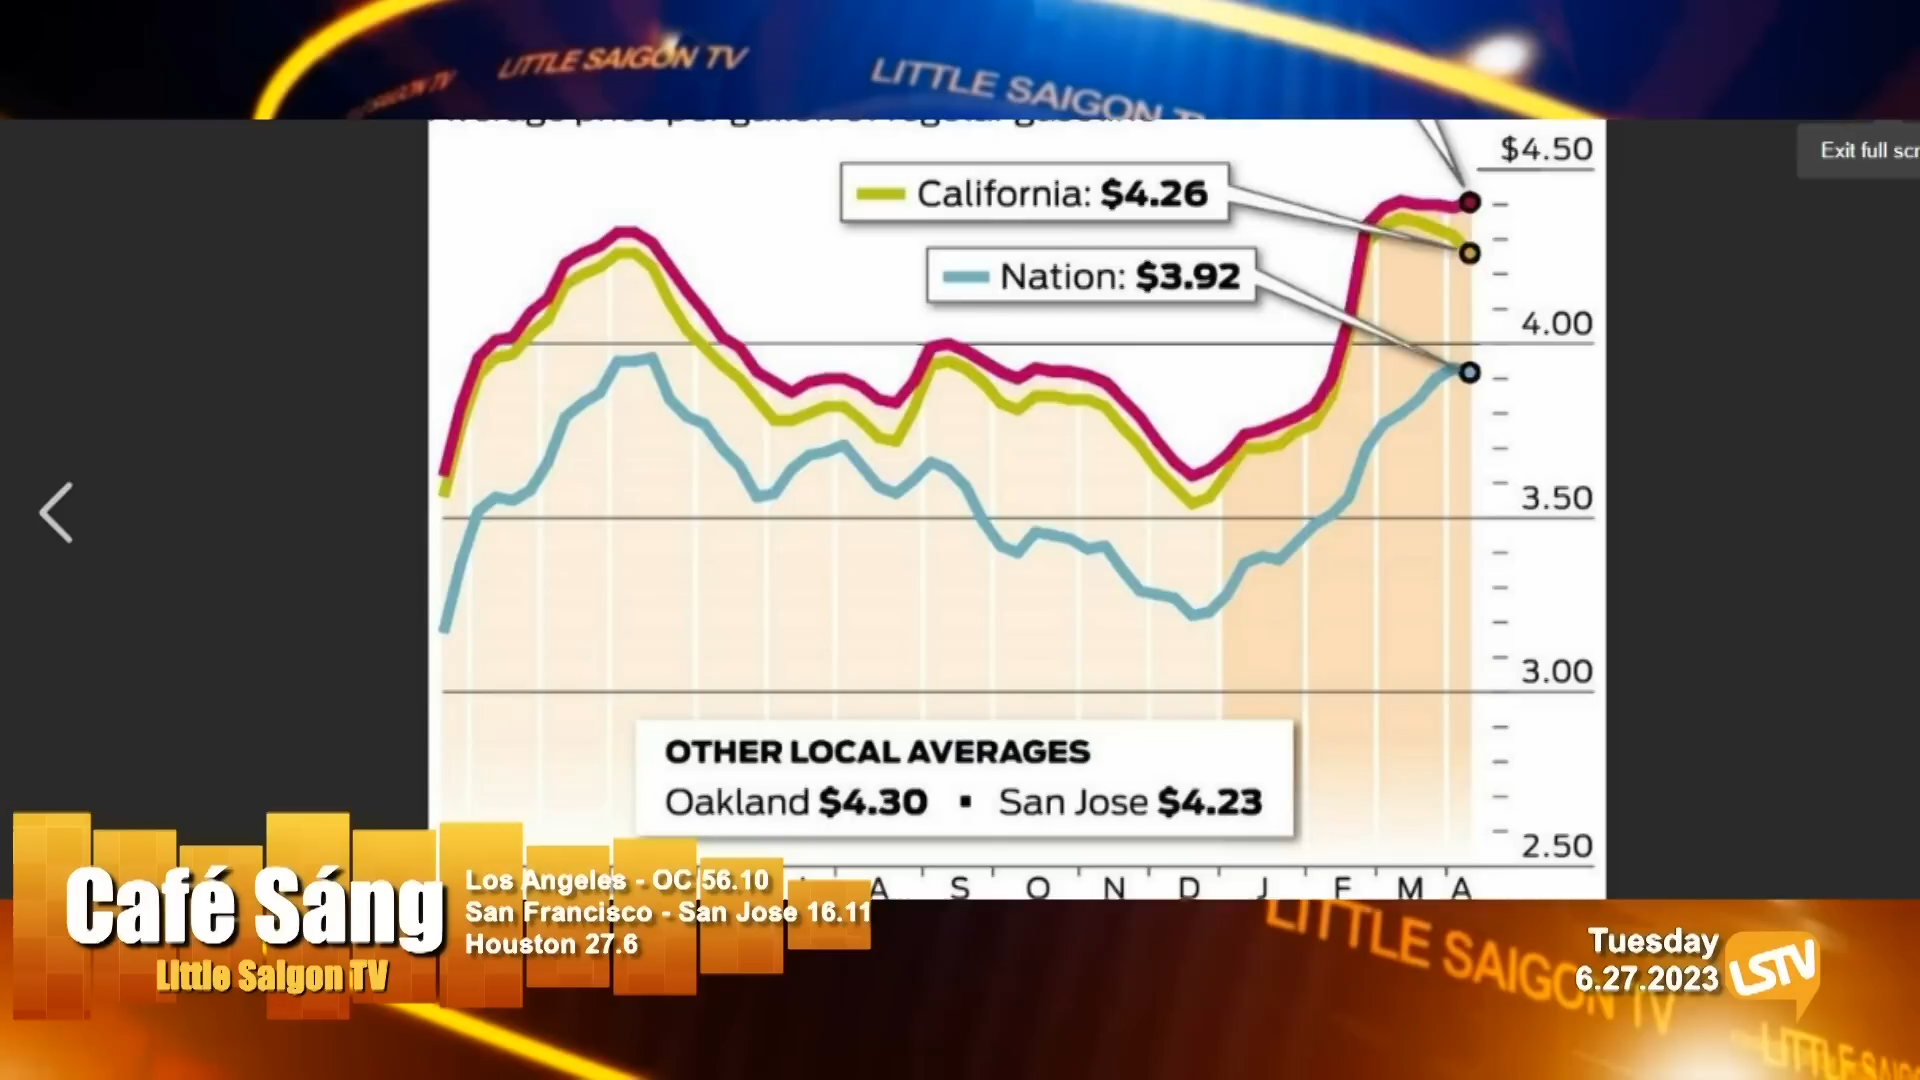 LITTLE SAIGON TV
LITTLE SAIGON TV
Exit full scr
$4.50
California: $4.26
Nation: $3.92
4.00
3.50
3.00
OTHER LOCAL AVERAGES
Oakland $4.30 ▪ San Jose $4.23
2.50
A S O N D J F M A
Café Sáng
Little Saigon TV
Los Angeles - OC 56.10
San Francisco - San Jose 16.11
Houston 27.6
LITTLE SAIGON TV
Tuesday
6.27.2023
LSTV